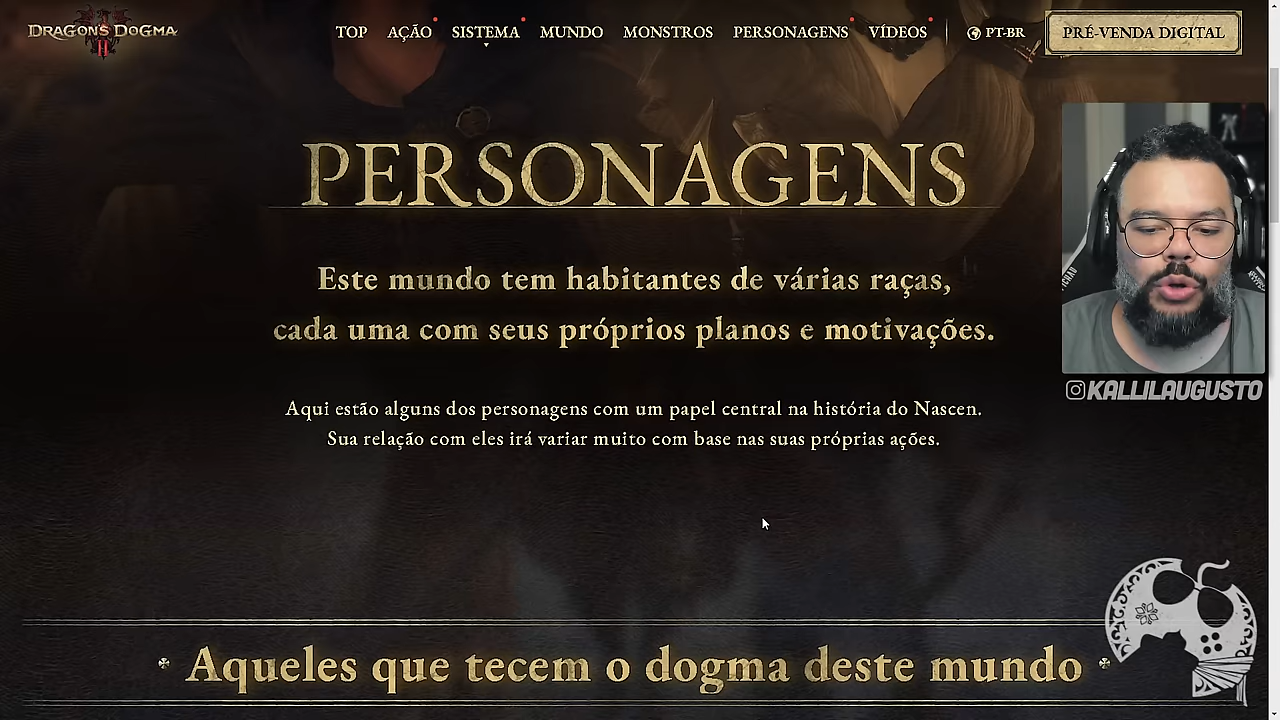 DRAGON'S DOGMA
II
TOP AÇÃO SISTEMA MUNDO MONSTROS PERSONAGENS VÍDEOS PT-BR PRÉ-VENDA DIGITAL
PERSONAGENS
Este mundo tem habitantes de várias raças,
cada uma com seus próprios planos e motivações.
KALLILAUGUSTO
Aqui estão alguns dos personagens com um papel central na história do Nascen.
Sua relação com eles irá variar muito com base nas suas próprias ações.
Aqueles que tecem o dogma deste mundo